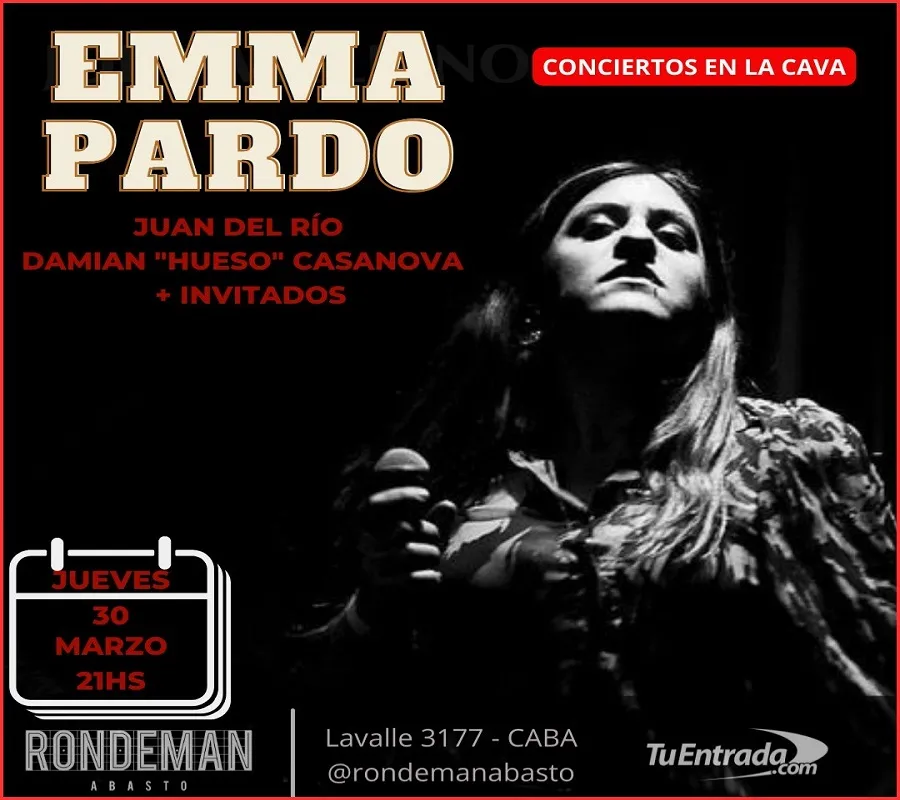 EMMA
PARDO
CONCIERTOS EN LA CAVA
JUAN DEL RÍO
DAMIAN "HUESO" CASANOVA
+ INVITADOS
JUEVES
30
MARZO
21HS
RONDEMAN
ABASTO
Lavalle 3177 - CABA
@rondemanabasto
TuEntrada
.com